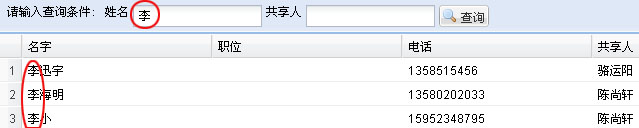 请输入查询条件: 姓名 李 共享人 查询
名字 职位 电话 共享人
1 李迅宇 1358515456 骆运阳
2 李海明 13580202033 陈尚轩
3 李小 15952348795 陈尚轩